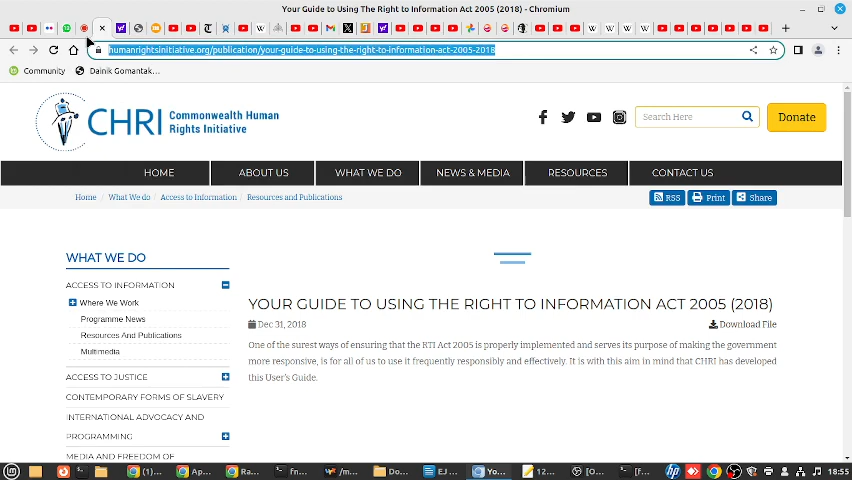 Your Guide to Using The Right to Information Act 2005 (2018) - Chromium
humanrightsinitiative.org/publication/your-guide-to-using-the-right-to-information-act-2005-2018
Community
Dainik Gomantak...
CHRI
Commonwealth Human
Rights Initiative
Search Here
Donate
HOME
ABOUT US
WHAT WE DO
NEWS & MEDIA
RESOURCES
CONTACT US
Home / What We do / Access to Information / Resources and Publications
RSS
Print
Share
WHAT WE DO
ACCESS TO INFORMATION
Where We Work
Programme News
Resources And Publications
Multimedia
ACCESS TO JUSTICE
CONTEMPORARY FORMS OF SLAVERY
INTERNATIONAL ADVOCACY AND
PROGRAMMING
MEDIA AND FREEDOM OF
YOUR GUIDE TO USING THE RIGHT TO INFORMATION ACT 2005 (2018)
Dec 31, 2018
Download File
One of the surest ways of ensuring that the RTI Act 2005 is properly implemented and serves its purpose of making the government
more responsive, is for all of us to use it frequently responsibly and effectively. It is with this aim in mind that CHRI has developed
this User's Guide.
(1)...
Ap...
Ra...
fn...
/m...
Do...
EJ ...
Yo...
12...
[O...
[F...
18:55